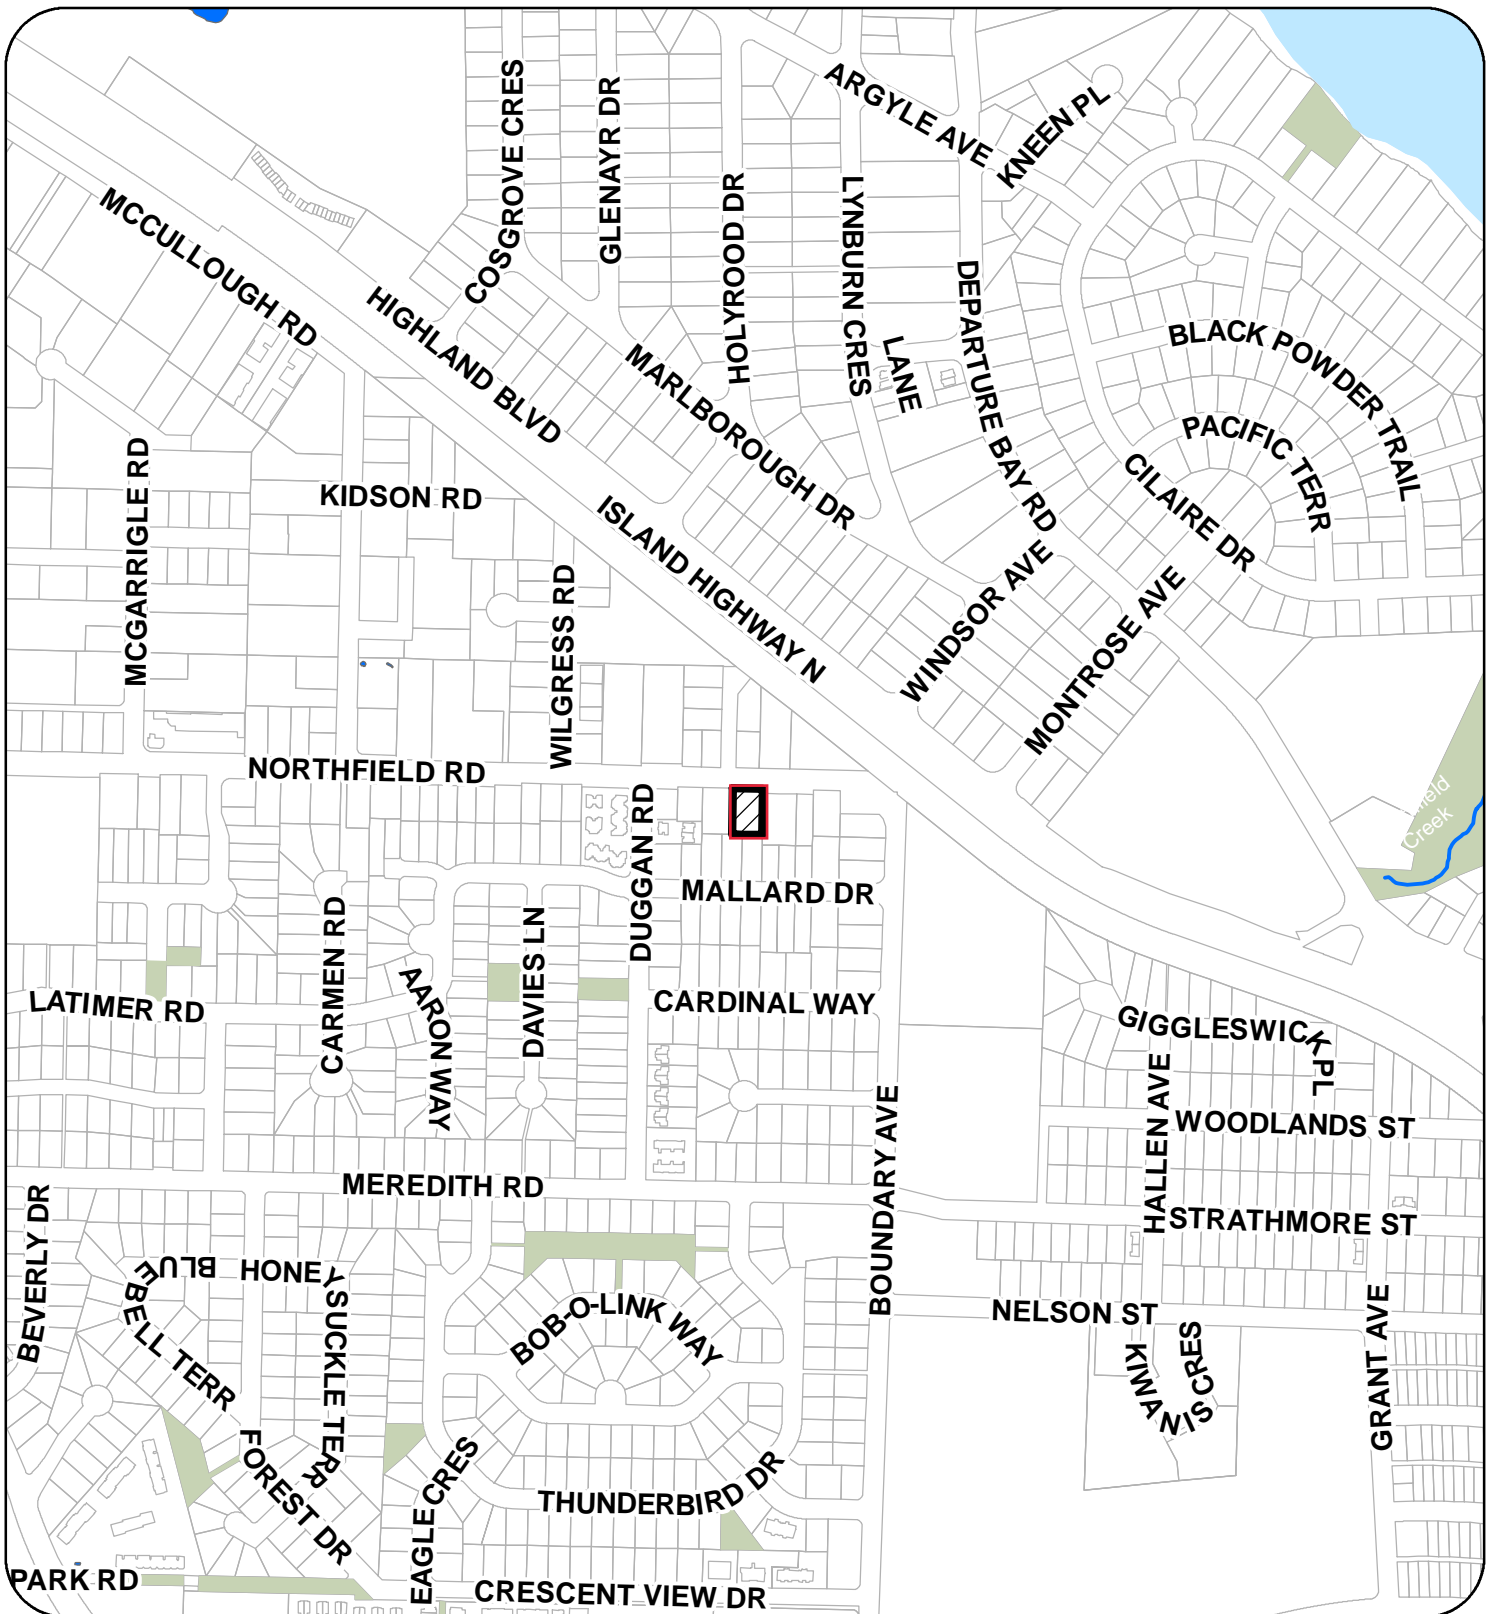 COSGROVE CRES
GLENAYR DR
ARGYLE AVE
KNEEN PL
HOLYROOD DR
LYNBURN CRES
MCCULLOUGH RD
HIGHLAND BLVD
MARLBOROUGH DR
LANE
DEPARTURE BAY RD
BLACK POWDER TRAIL
PACIFIC TERR
CILAIRE DR
MCGARRIGLE RD
KIDSON RD
ISLAND HIGHWAY N
WILGRESS RD
WINDSOR AVE
MONTROSE AVE
NORTHFIELD RD
DUGGAN RD
Creek
MALLARD DR
CARMEN RD
DAVIES LN
AARON WAY
LATIMER RD
CARDINAL WAY
GIGGLESWICK PL
HALLEN AVE
WOODLANDS ST
BOUNDARY AVE
MEREDITH RD
STRATHMORE ST
BEVERLY DR
BLUEBELL TERR
HONEYSUCKLE TERR
BOB-O-LINK WAY
NELSON ST
KIWANIS CRES
GRANT AVE
FOREST DR
EAGLE CRES
THUNDERBIRD DR
PARK RD
CRESCENT VIEW DR